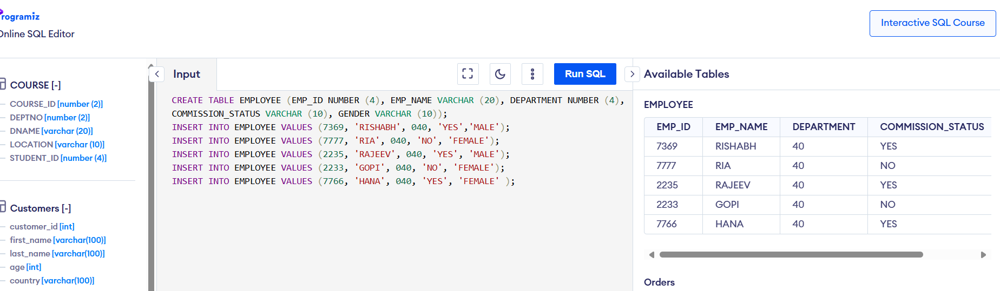 rogramiz
Online SQL Editor
Interactive SQL Course
COURSE [-]
COURSE_ID [number (2)]
DEPTNO [number (2)]
DNAME [varchar (20)]
LOCATION [varchar (10)]
STUDENT_ID [number (4)]
Customers [-]
customer_id [int]
first_name [varchar(100)]
last_name [varchar(100)]
age [int]
country [varchar(100)]
Input
Run SQL
CREATE TABLE EMPLOYEE (EMP_ID NUMBER (4), EMP_NAME VARCHAR (20), DEPARTMENT NUMBER (4),
COMMISSION_STATUS VARCHAR (10), GENDER VARCHAR (10));
INSERT INTO EMPLOYEE VALUES (7369, 'RISHABH', 040, 'YES','MALE');
INSERT INTO EMPLOYEE VALUES (7777, 'RIA', 040, 'NO', 'FEMALE');
INSERT INTO EMPLOYEE VALUES (2235, 'RAJEEV', 040, 'YES', 'MALE');
INSERT INTO EMPLOYEE VALUES (2233, 'GOPI', 040, 'NO', 'FEMALE');
INSERT INTO EMPLOYEE VALUES (7766, 'HANA', 040, 'YES', 'FEMALE' );
Available Tables
EMPLOYEE
EMP_ID EMP_NAME DEPARTMENT COMMISSION_STATUS
7369 RISHABH 40 YES
7777 RIA 40 NO
2235 RAJEEV 40 YES
2233 GOPI 40 NO
7766 HANA 40 YES
Orders